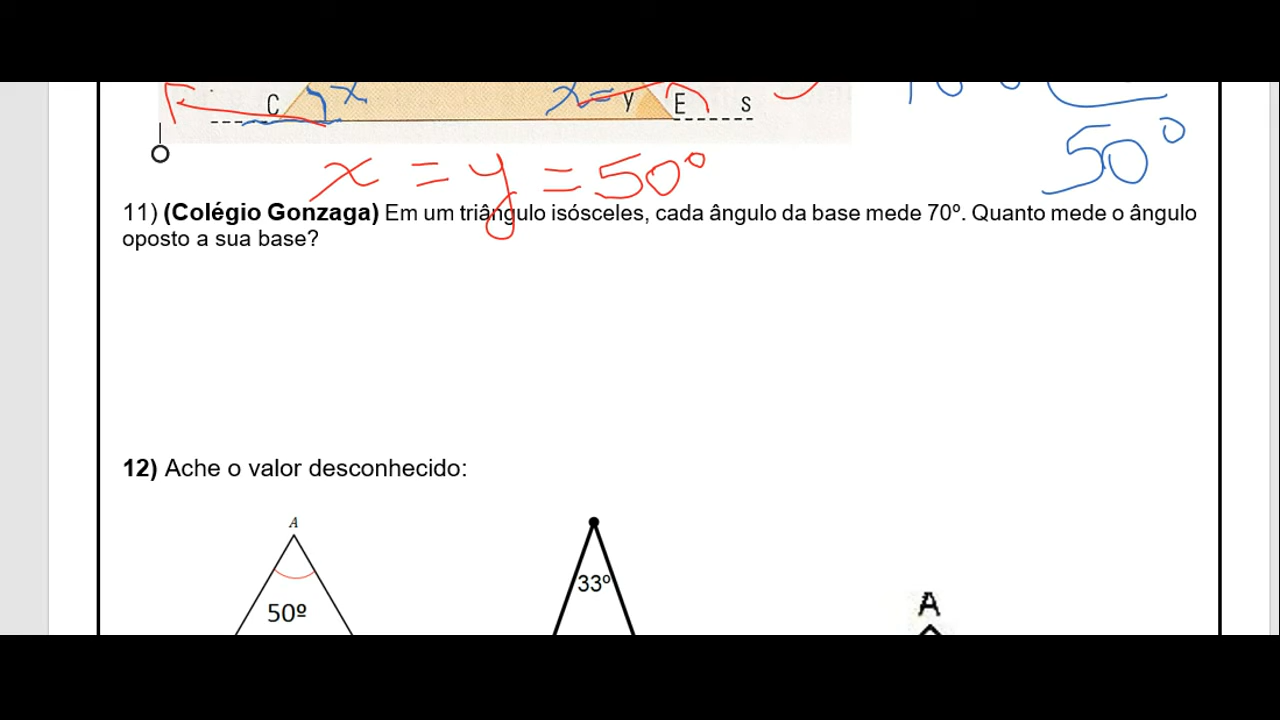 C x x = y E s
50°
x = y = 50°
11) (Colégio Gonzaga) Em um triângulo isósceles, cada ângulo da base mede 70º. Quanto mede o ângulo
oposto a sua base?
12) Ache o valor desconhecido:
A
33º
A
50º